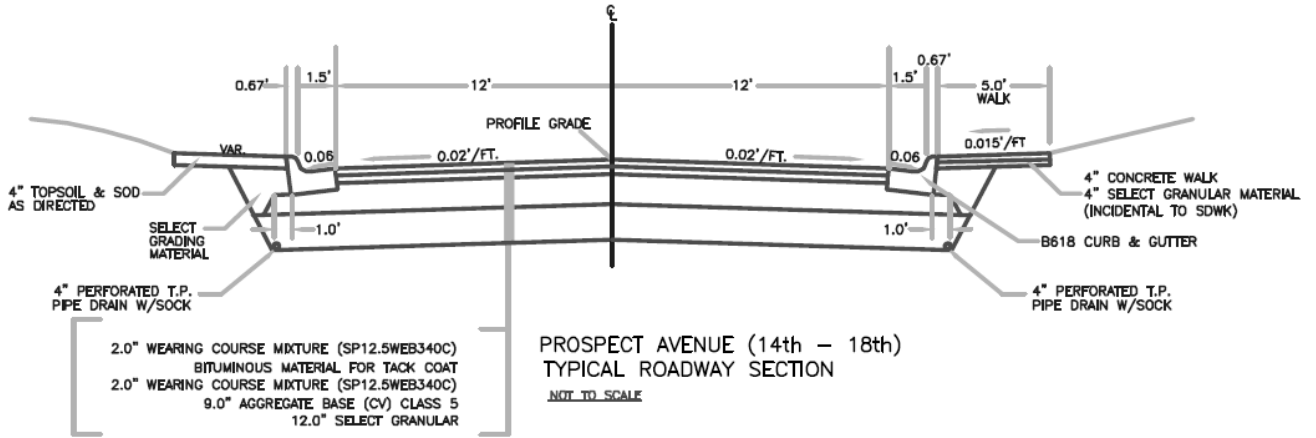 ℄
0.67'
1.5'
12'
12'
1.5'
0.67'
5.0'
WALK
PROFILE GRADE
VAR.
0.06
0.02'/FT.
0.02'/FT.
0.06
0.015'/FT
4" TOPSOIL & SOD
AS DIRECTED
4" CONCRETE WALK
4" SELECT GRANULAR MATERIAL
(INCIDENTAL TO SDWK)
SELECT
GRADING
MATERIAL
1.0'
1.0'
B618 CURB & GUTTER
4" PERFORATED T.P.
PIPE DRAIN W/SOCK
4" PERFORATED T.P.
PIPE DRAIN W/SOCK
2.0" WEARING COURSE MIXTURE (SP12.5WEB340C)
BITUMINOUS MATERIAL FOR TACK COAT
2.0" WEARING COURSE MIXTURE (SP12.5WEB340C)
9.0" AGGREGATE BASE (CV) CLASS 5
12.0" SELECT GRANULAR
PROSPECT AVENUE (14th - 18th)
TYPICAL ROADWAY SECTION
NOT TO SCALE